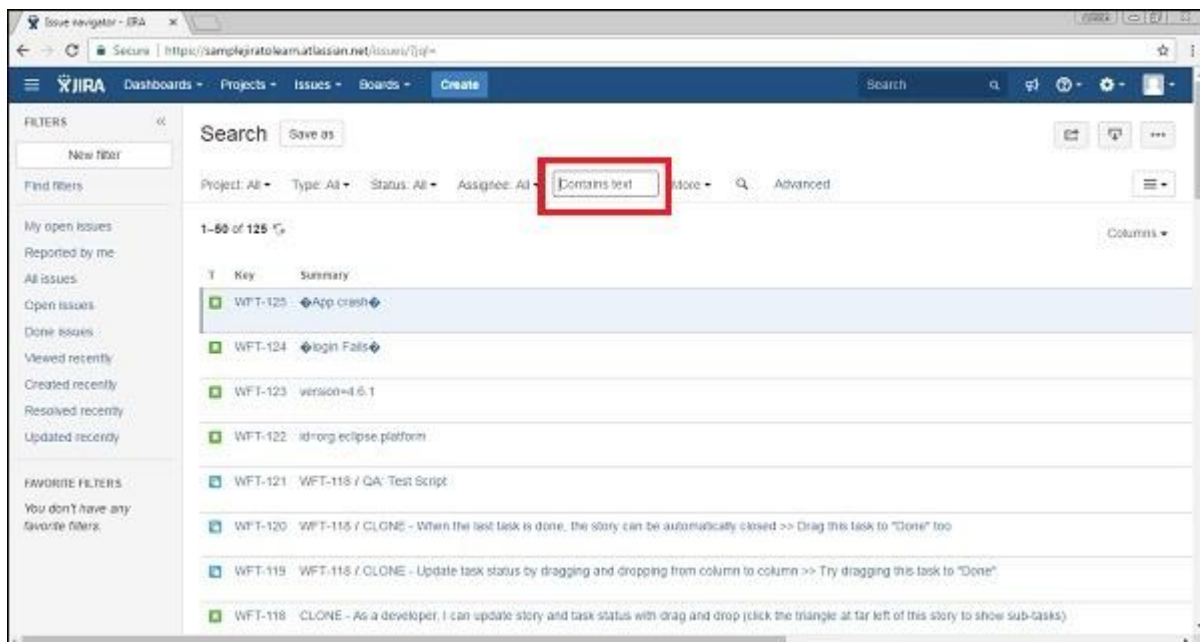 Issue navigator - JIRA
Secure | https://samplejiratolearn.atlassian.net/issues/?jql=
JIRA Dashboards Projects Issues Boards Create Search
FILTERS
New filter
Find filters
My open issues
Reported by me
All issues
Open issues
Done issues
Viewed recently
Created recently
Resolved recently
Updated recently
FAVORITE FILTERS
You don't have any
favorite filters.
Search Save as
Project: All Type: All Status: All Assignee: All Contains text More Advanced
1–50 of 125
Columns
T Key Summary
WFT-125 �App crash�
WFT-124 �login Fails�
WFT-123 version=4.6.1
WFT-122 id=org.eclipse.platform
WFT-121 WFT-118 / QA: Test Script
WFT-120 WFT-118 / CLONE - When the last task is done, the story can be automatically closed >> Drag this task to "Done" too
WFT-119 WFT-118 / CLONE - Update task status by dragging and dropping from column to column >> Try dragging this task to "Done"
WFT-118 CLONE - As a developer, I can update story and task status with drag and drop (click the triangle at far left of this story to show sub-tasks)